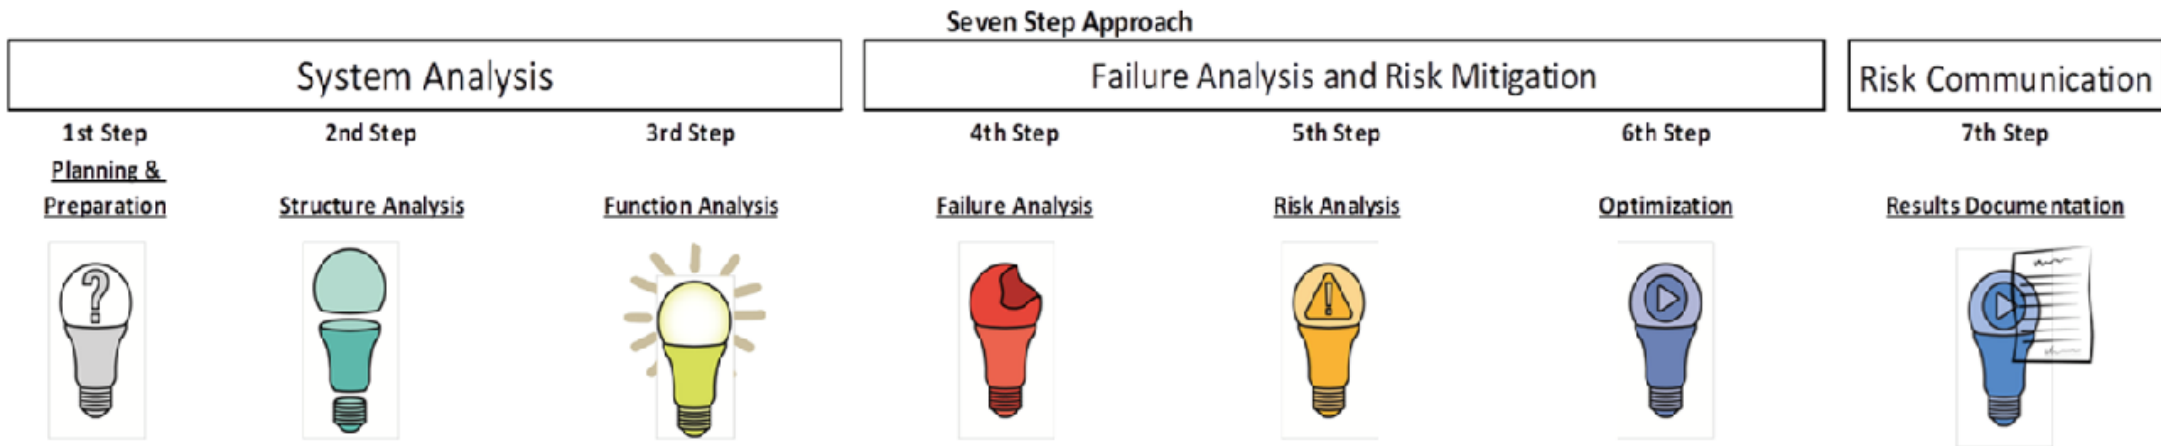 Seven Step Approach
System Analysis
Failure Analysis and Risk Mitigation
Risk Communication
1st Step
2nd Step
3rd Step
4th Step
5th Step
6th Step
7th Step
Planning &
Preparation
Structure Analysis
Function Analysis
Failure Analysis
Risk Analysis
Optimization
Results Documentation
?
!